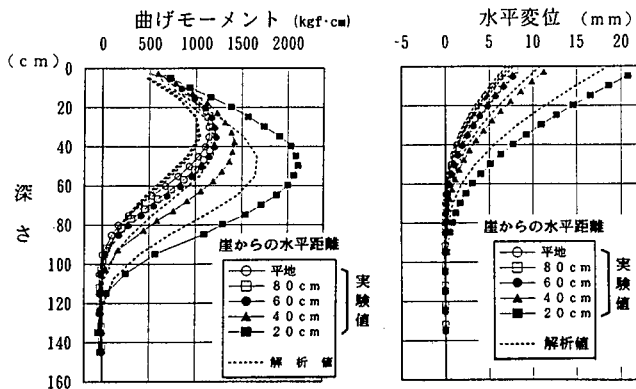 曲げモーメント (kgf·cm)
0 500 1000 1500 2000
(cm)
0
20
40
60
80
100
120
140
160
深さ
崖からの水平距離
平地
80cm
60cm
40cm
20cm
実験値
解析値
水平変位 (mm)
-5 0 5 10 15 20
崖からの水平距離
平地
80cm
60cm
40cm
20cm
実験値
解析値